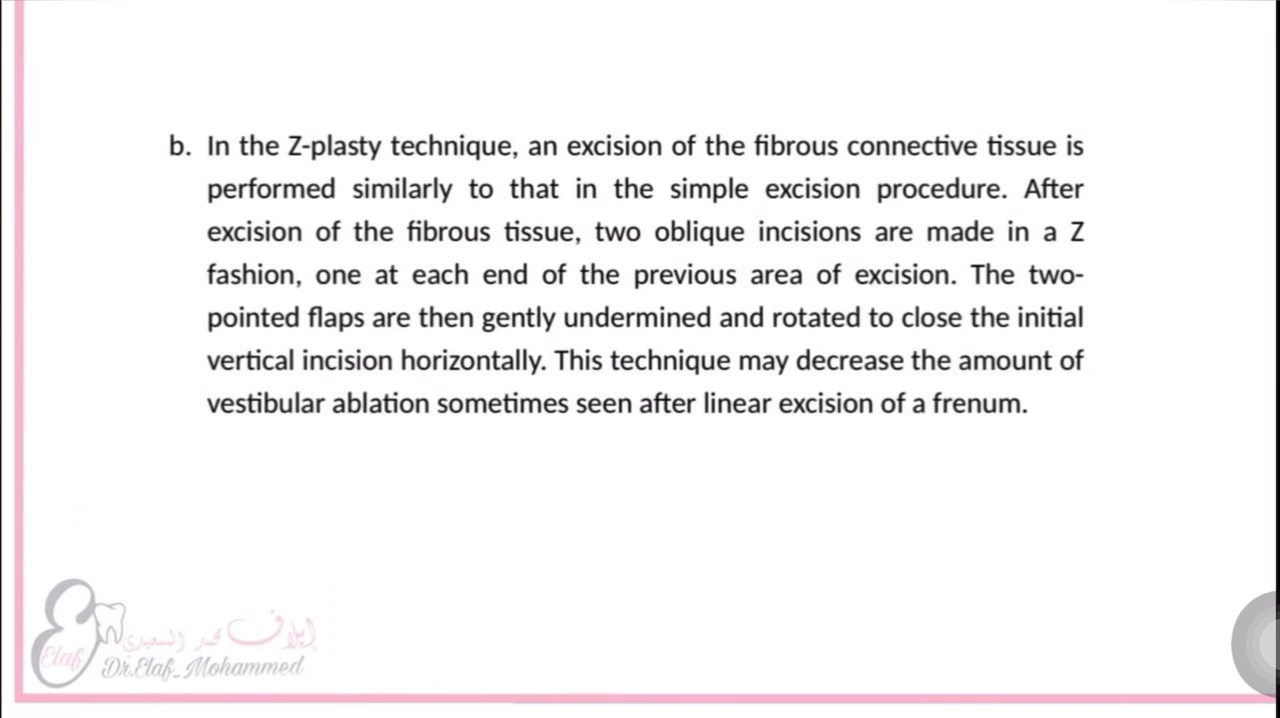 b. In the Z-plasty technique, an excision of the fibrous connective tissue is
performed similarly to that in the simple excision procedure. After
excision of the fibrous tissue, two oblique incisions are made in a Z
fashion, one at each end of the previous area of excision. The two-
pointed flaps are then gently undermined and rotated to close the initial
vertical incision horizontally. This technique may decrease the amount of
vestibular ablation sometimes seen after linear excision of a frenum.
إيلاف محمد السعيدي
Elaf
Dr.Elaf_Mohammed